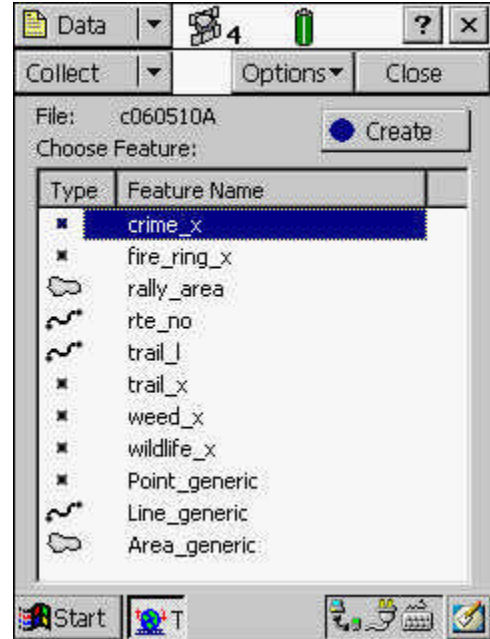 Data 4 ?
Collect Options Close
File: c060510A Create
Choose Feature:
Type Feature Name
crime_x
fire_ring_x
rally_area
rte_no
trail_l
trail_x
weed_x
wildlife_x
Point_generic
Line_generic
Area_generic
Start T